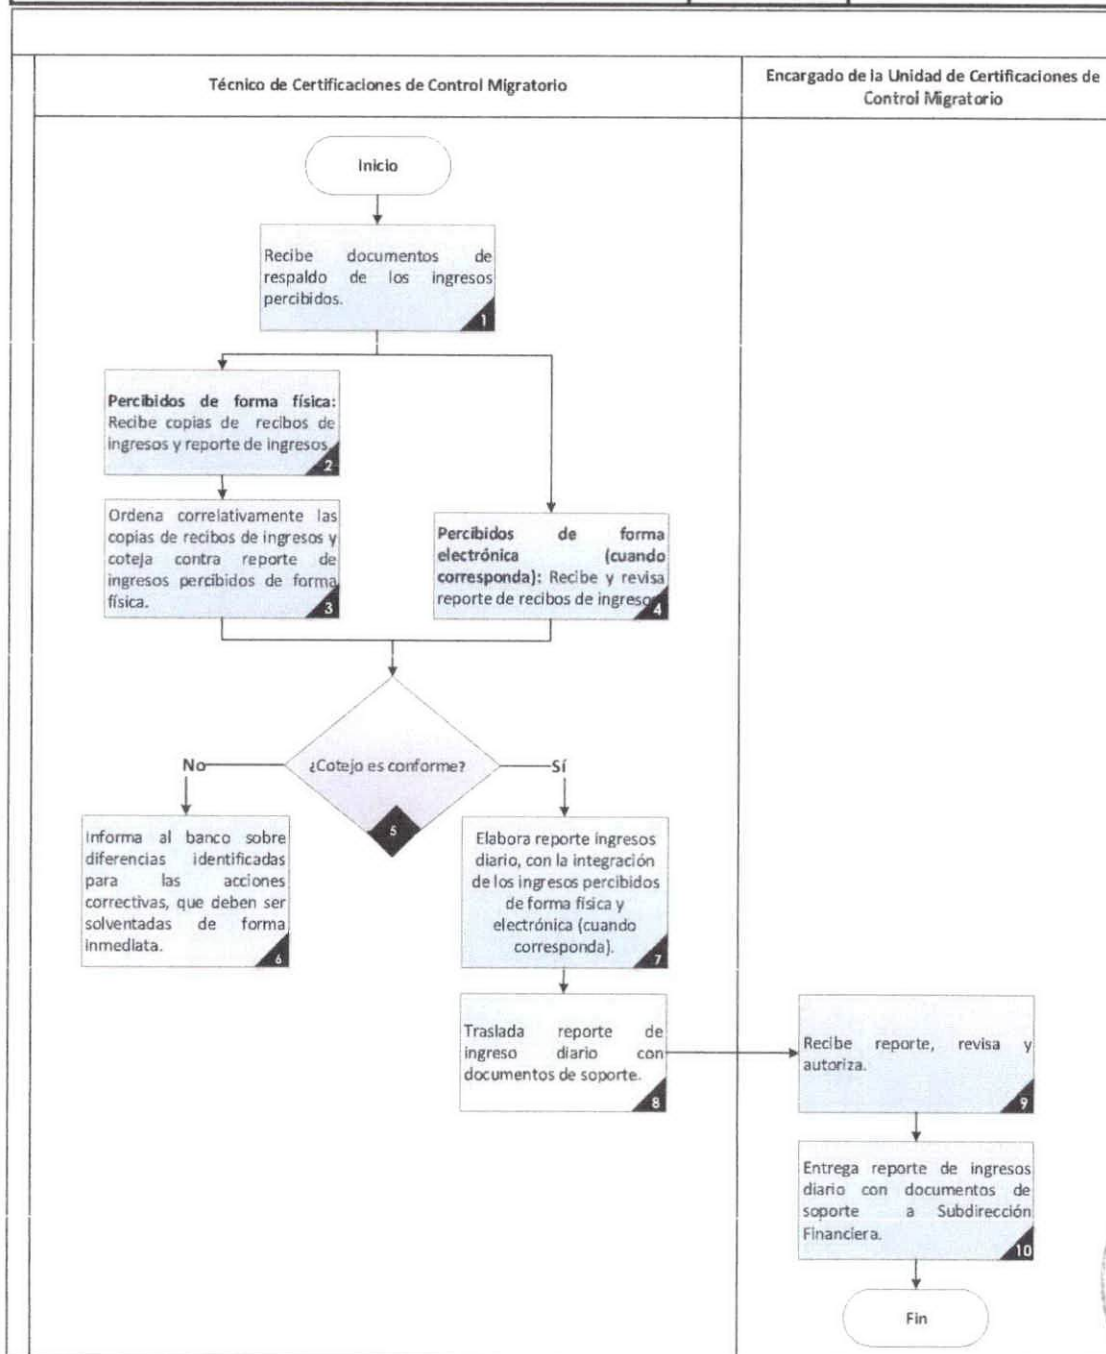 Técnico de Certificaciones de Control Migratorio
Encargado de la Unidad de Certificaciones de
Control Migratorio
Inicio
Recibe documentos de
respaldo de los ingresos
percibidos.
1
Percibidos de forma física:
Recibe copias de recibos de
ingresos y reporte de ingresos
2
Ordena correlativamente las
copias de recibos de ingresos y
coteja contra reporte de
ingresos percibidos de forma
física.
3
Percibidos de forma
electrónica (cuando
corresponda): Recibe y revisa
reporte de recibos de ingreso
4
¿Cotejo es conforme?
5
No
Sí
Informa al banco sobre
diferencias identificadas
para las acciones
correctivas, que deben ser
solventadas de forma
inmediata.
6
Elabora reporte ingresos
diario, con la integración
de los ingresos percibidos
de forma física y
electrónica (cuando
corresponda).
7
Traslada reporte de
ingreso diario con
documentos de soporte.
8
Recibe reporte, revisa y
autoriza.
9
Entrega reporte de ingresos
diario con documentos de
soporte a Subdirección
Financiera.
10
Fin